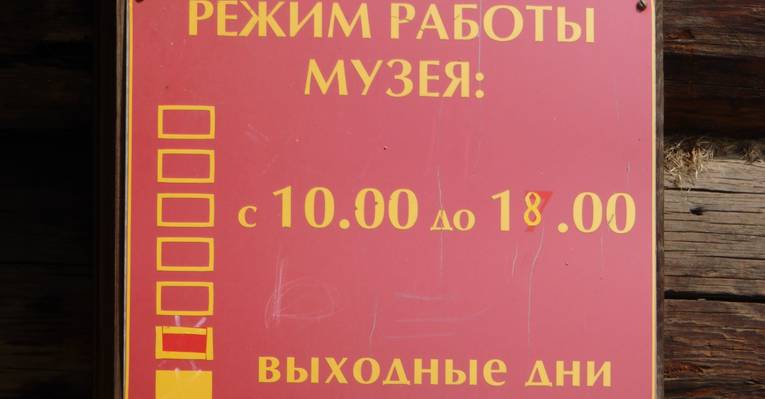 РЕЖИМ РАБОТЫ
МУЗЕЯ:
с 10.00 до 18.00
ВЫХОДНЫЕ ДНИ